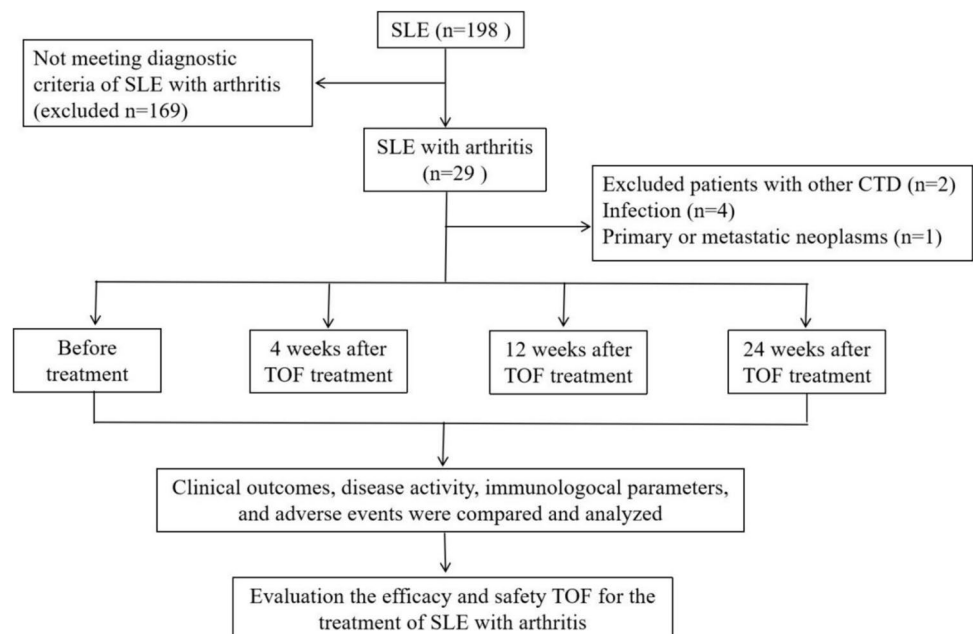 SLE (n=198 )
Not meeting diagnostic
criteria of SLE with arthritis
(excluded n=169)
SLE with arthritis
(n=29 )
Excluded patients with other CTD (n=2)
Infection (n=4)
Primary or metastatic neoplasms (n=1)
Before
treatment
4 weeks after
TOF treatment
12 weeks after
TOF treatment
24 weeks after
TOF treatment
Clinical outcomes, disease activity, immunologocal parameters,
and adverse events were compared and analyzed
Evaluation the efficacy and safety TOF for the
treatment of SLE with arthritis